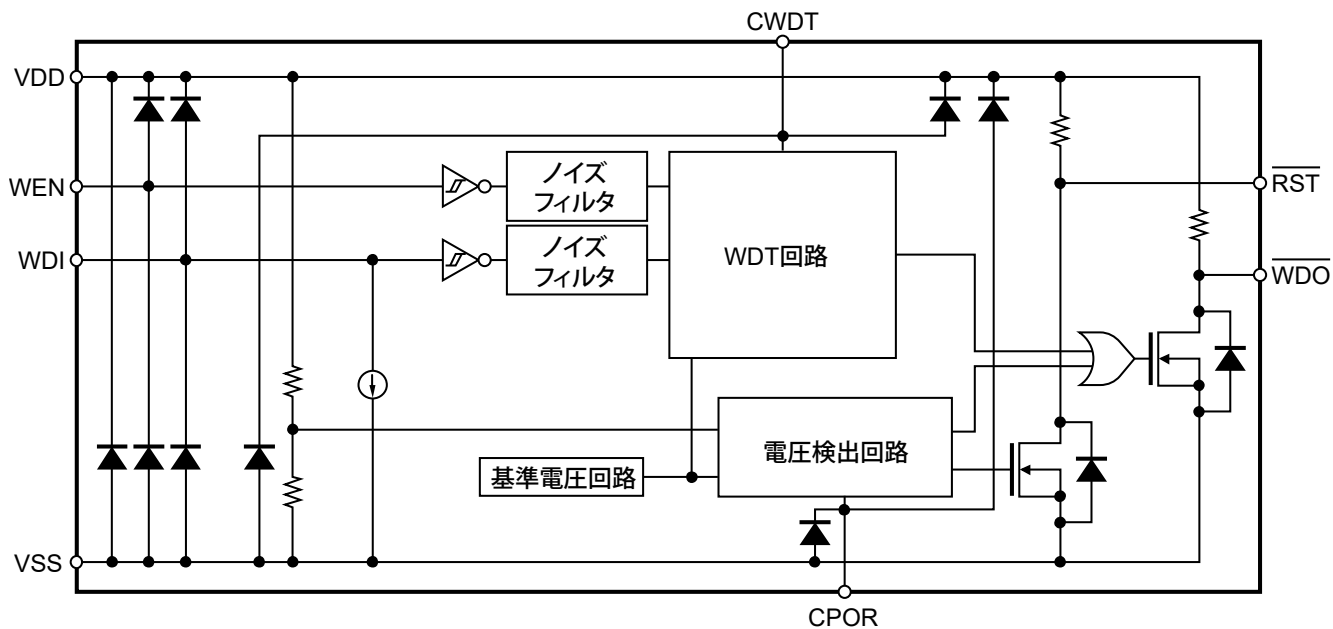 CWDT
VDD
WEN
ノイズ
フィルタ
RST
WDI
ノイズ
フィルタ
WDT回路
WDO
電圧検出回路
基準電圧回路
VSS
CPOR